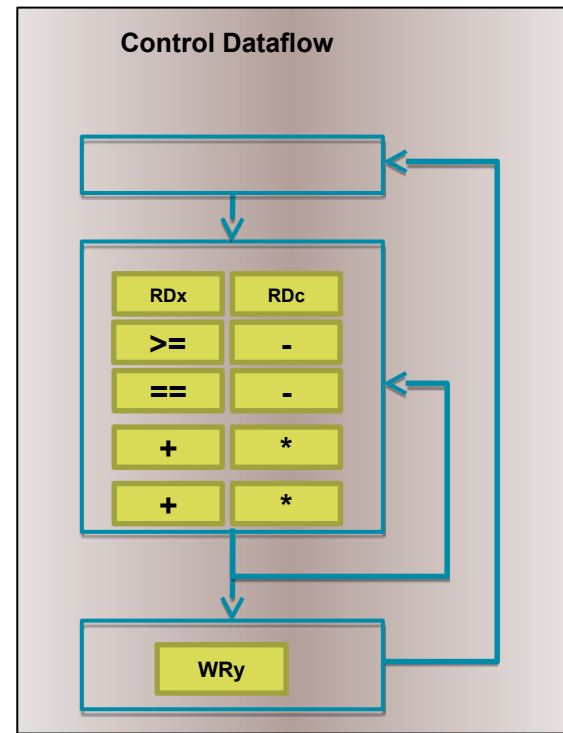 Control Dataflow
RDx RDc
>= -
== -
+ *
+ *
WRy